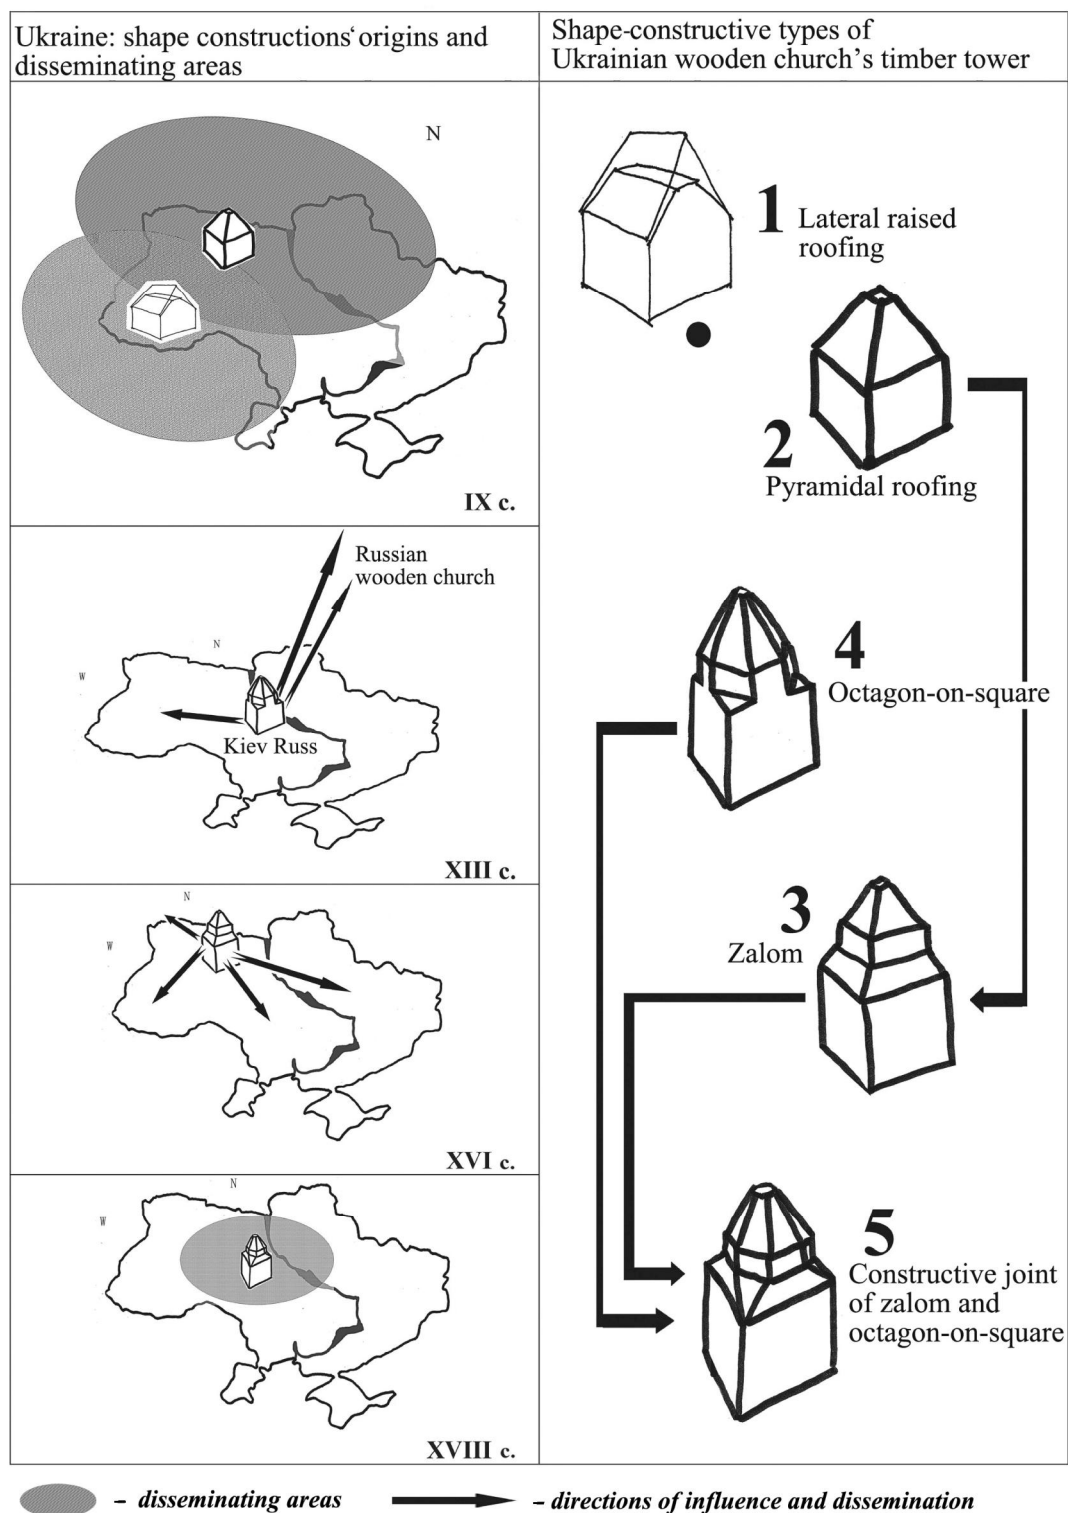 Ukraine: shape constructions‘origins and
disseminating areas
Shape-constructive types of
Ukrainian wooden church’s timber tower
N
IX c.
1 Lateral raised
roofing
2
Pyramidal roofing
Russian
wooden church
N
W
Kiev Russ
XIII c.
4
Octagon-on-square
N
W
XVI c.
3
Zalom
N
W
XVIII c.
5
Constructive joint
of zalom and
octagon-on-square
– disseminating areas
– directions of influence and dissemination